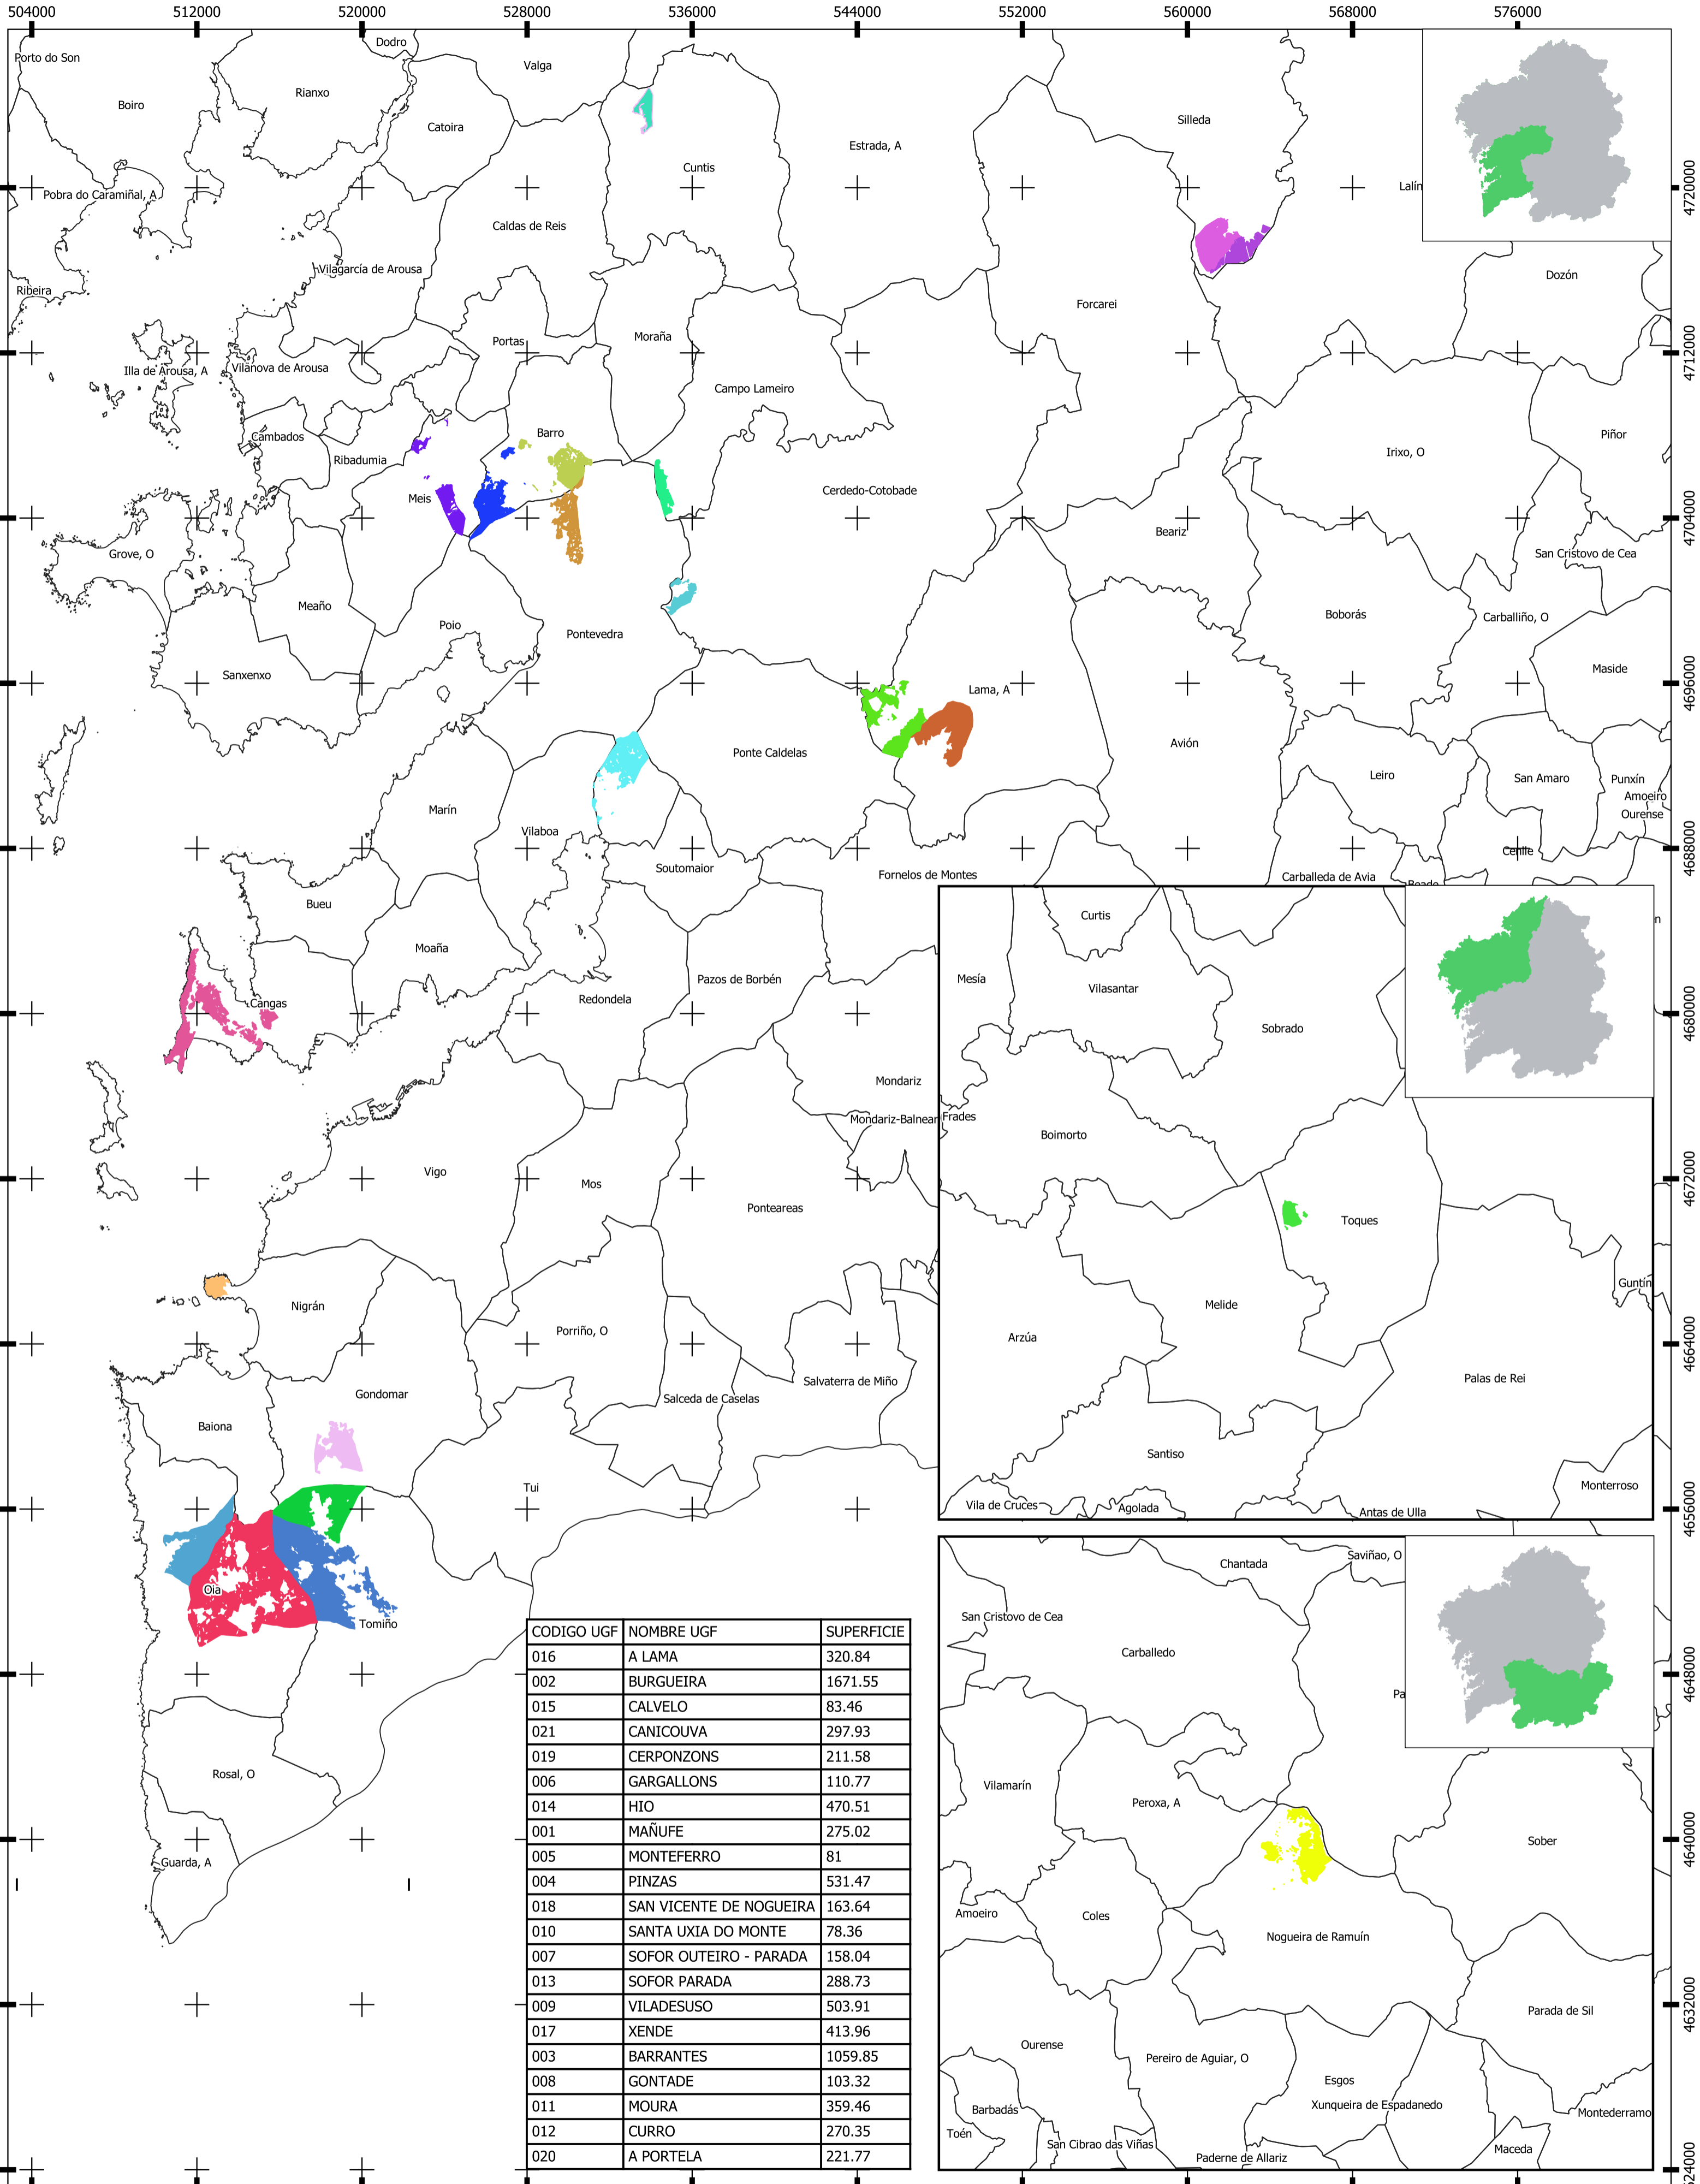 504000 512000 520000 528000 536000 544000 552000 560000 568000 576000
Dodro
Porto do Son
Valga
Rianxo
Boiro
Silleda
Catoira
Estrada, A
Cuntis
4720000
Lalín
Pobra do Caramiñal, A
Caldas de Reis
Vilagarcía de Arousa
Dozón
Ribeira
Forcarei
Moraña
Portas
4712000
Vilanova de Arousa
Illa de Arousa, A
Campo Lameiro
Barro
Piñor
Cambados
Irixo, O
Ribadumia
Cerdedo-Cotobade
Meis
4704000
Beariz
San Cristovo de Cea
Grove, O
Meaño
Boborás
Carballiño, O
Poio
Pontevedra
Maside
Sanxenxo
4696000
Lama, A
Avión
Ponte Caldelas
Leiro
San Amaro
Punxín
Amoeiro
Marín
Ourense
Vilaboa
4688000
Cenlle
Soutomaior
Fornelos de Montes
Carballeda de Avia
Beade
Bueu
Curtis
n
Moaña
Mesía
Pazos de Borbén
Vilasantar
Redondela
Cangas
4680000
Sobrado
Mondariz
Mondariz-Balnear
Frades
Boimorto
Vigo
4672000
Mos
Ponteareas
Toques
Guntín
Nigrán
Melide
Porriño, O
Arzúa
4664000
Palas de Rei
Salvaterra de Miño
Gondomar
Salceda de Caselas
Baiona
Santiso
Tui
Monterroso
Vila de Cruces
Agolada
Antas de Ulla
4656000
Saviñao, O
Chantada
Oia
San Cristovo de Cea
Tomiño
Carballedo
4648000
Pa
CODIGO UGF NOMBRE UGF SUPERFICIE
016 A LAMA 320.84
002 BURGUEIRA 1671.55
015 CALVELO 83.46
021 CANICOUVA 297.93
019 CERPONZONS 211.58
006 GARGALLONS 110.77
014 HIO 470.51
001 MAÑUFE 275.02
005 MONTEFERRO 81
004 PINZAS 531.47
018 SAN VICENTE DE NOGUEIRA 163.64
010 SANTA UXIA DO MONTE 78.36
007 SOFOR OUTEIRO - PARADA 158.04
013 SOFOR PARADA 288.73
009 VILADESUSO 503.91
017 XENDE 413.96
003 BARRANTES 1059.85
008 GONTADE 103.32
011 MOURA 359.46
012 CURRO 270.35
020 A PORTELA 221.77
Rosal, O
Vilamarín
Peroxa, A
Sober
4640000
Guarda, A
Amoeiro
Coles
Nogueira de Ramuín
Parada de Sil
4632000
Ourense
Pereiro de Aguiar, O
Esgos
Xunqueira de Espadanedo
Barbadás
Montederramo
Toén
San Cibrao das Viñas
Maceda
Paderne de Allariz
24000